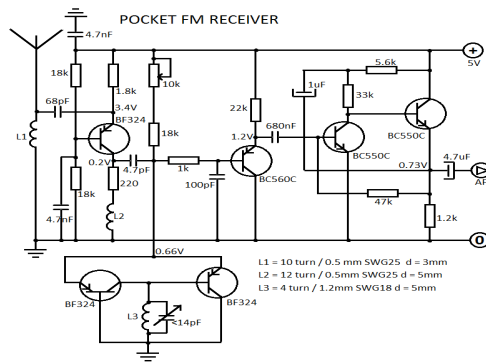 POCKET FM RECEIVER
4.7nF
+
5V
18k
1.8k
10k
5.6k
1uF
33k
68pF
3.4V
BF324
22k
18k
680nF
BC550C
L1
1.2V
BC550C
0.2V
4.7pF
1k
0.73V
4.7uF
18k
220
100pF
BC560C
AF
47k
4.7nF
L2
1.2k
0
0.66V
L1 = 10 turn / 0.5 mm SWG25 d = 3mm
L2 = 12 turn / 0.5mm SWG25 d = 5mm
L3 = 4 turn / 1.2mm SWG18 d = 5mm
BF324
BF324
L3
<14pF